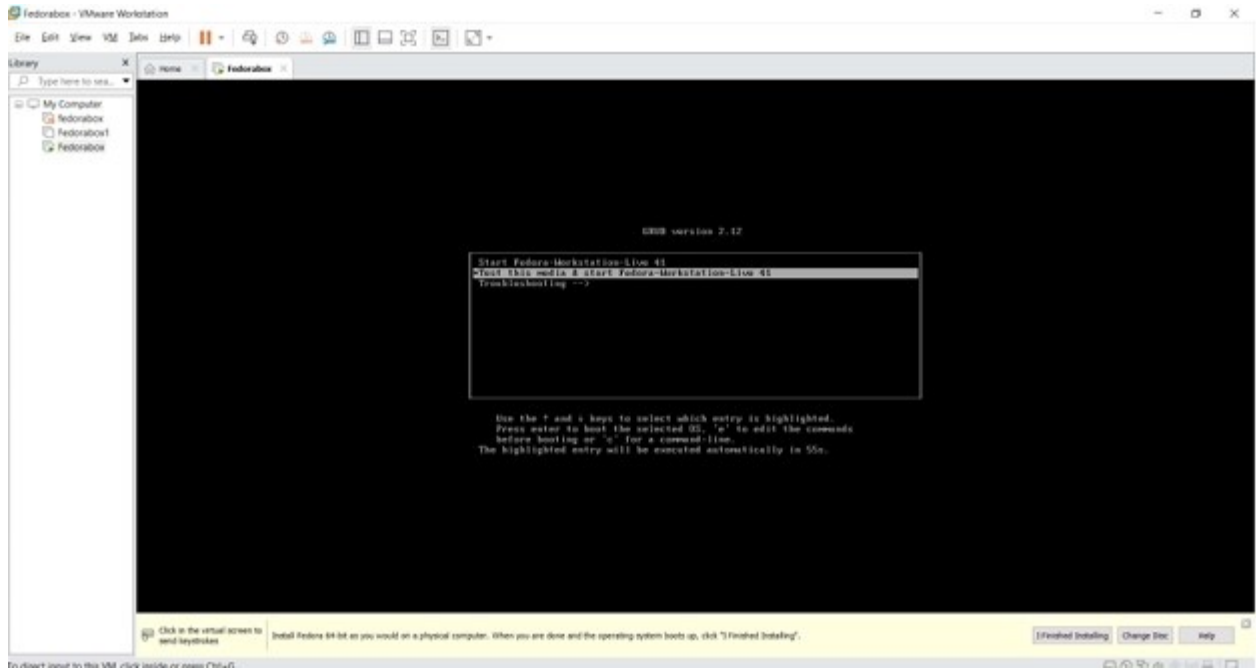 Fedorabox - VMware Workstation
File Edit View VM Tabs Help
Library
Type here to sea...
Home
Fedorabox
My Computer
fedorabox
Fedorabox1
Fedorabox
GRUB version 2.12
Start Fedora-Workstation-Live 41
*Test this media & start Fedora-Workstation-Live 41
Troubleshooting -->
Use the ↑ and ↓ keys to select which entry is highlighted.
Press enter to boot the selected OS, 'e' to edit the commands
before booting or 'c' for a command-line.
The highlighted entry will be executed automatically in 55s.
Click in the virtual screen to
send keystrokes
Install Fedora 64-bit as you would on a physical computer. When you are done and the operating system boots up, click "I Finished Installing".
I Finished Installing
Change Disc
Help
To direct input to this VM, click inside or press Ctrl+G.